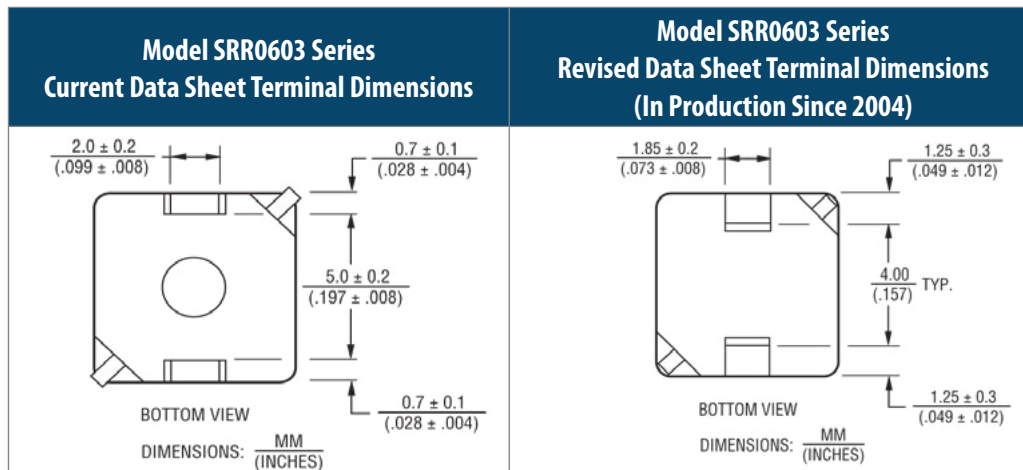 Model SRR0603 Series
Current Data Sheet Terminal Dimensions
2.0 ± 0.2
(.099 ± .008)
0.7 ± 0.1
(.028 ± .004)
5.0 ± 0.2
(.197 ± .008)
0.7 ± 0.1
(.028 ± .004)
BOTTOM VIEW
DIMENSIONS: MM
(INCHES)
Model SRR0603 Series
Revised Data Sheet Terminal Dimensions
(In Production Since 2004)
1.85 ± 0.2
(.073 ± .008)
1.25 ± 0.3
(.049 ± .012)
4.00
(.157) TYP.
1.25 ± 0.3
(.049 ± .012)
BOTTOM VIEW
DIMENSIONS: MM
(INCHES)